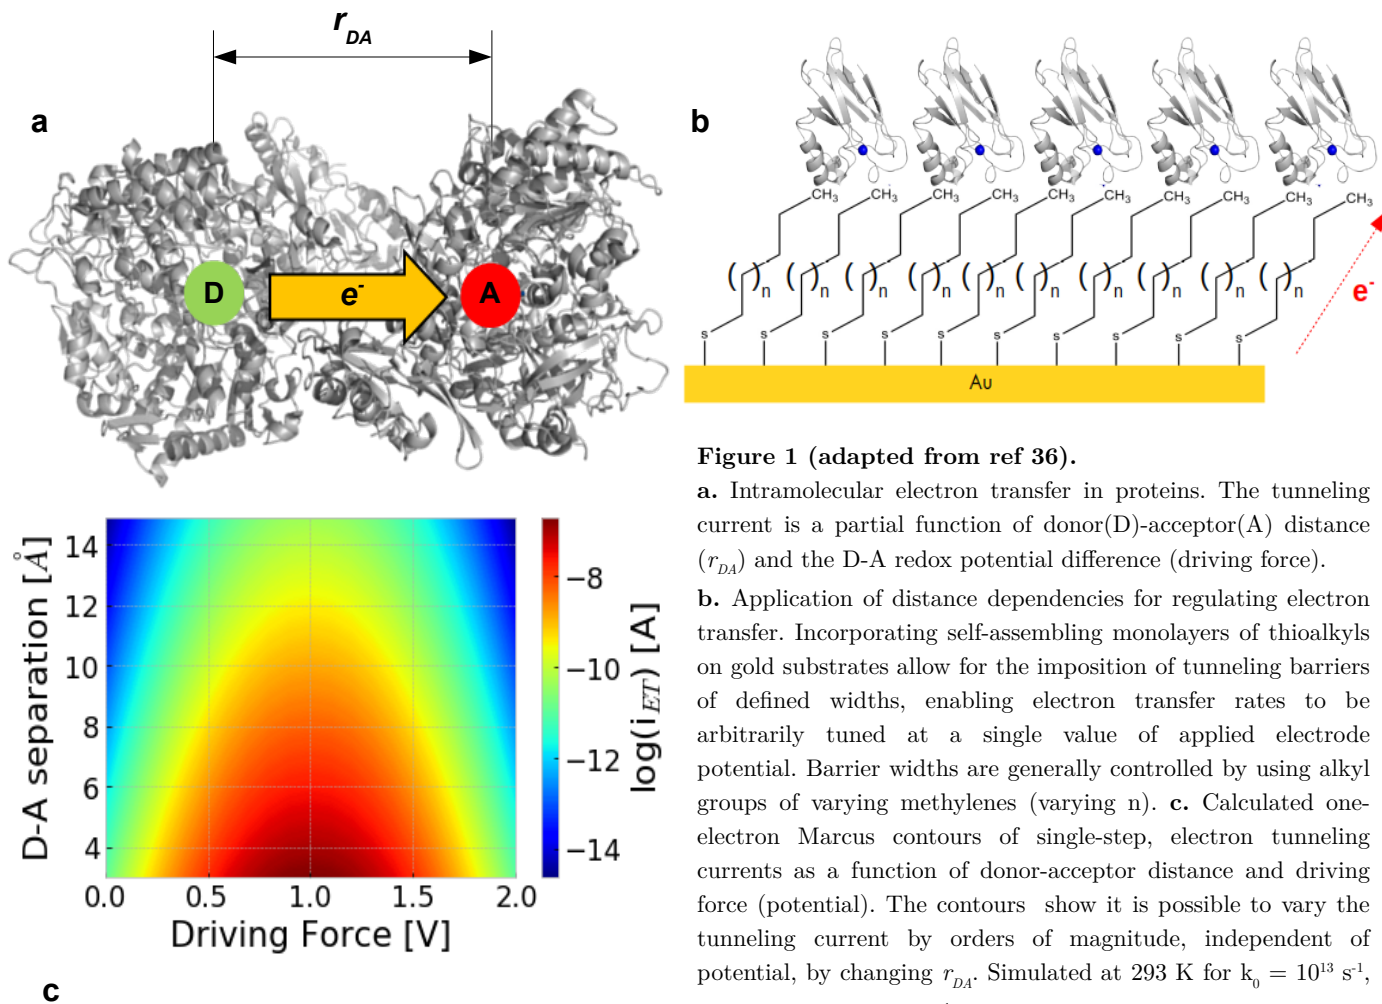 r_DA
a
D
e-
A
b
CH3 CH3 CH3 CH3 CH3 CH3 CH3 CH3 CH3 CH3
( )n ( )n ( )n ( )n ( )n ( )n ( )n ( )n ( )n ( )n
e-
s s s s s s s s s s
Au
Figure 1 (adapted from ref 36).
a. Intramolecular electron transfer in proteins. The tunneling
current is a partial function of donor(D)-acceptor(A) distance
(r_DA) and the D-A redox potential difference (driving force).
b. Application of distance dependencies for regulating electron
transfer. Incorporating self-assembling monolayers of thioalkyls
on gold substrates allow for the imposition of tunneling barriers
of defined widths, enabling electron transfer rates to be
arbitrarily tuned at a single value of applied electrode
potential. Barrier widths are generally controlled by using alkyl
groups of varying methylenes (varying n). c. Calculated one-
electron Marcus contours of single-step, electron tunneling
currents as a function of donor-acceptor distance and driving
force (potential). The contours show it is possible to vary the
tunneling current by orders of magnitude, independent of
potential, by changing r_DA. Simulated at 293 K for k₀ = 10¹³ s⁻¹,
D-A separation [Å]
14
12
10
8
6
4
0.0 0.5 1.0 1.5 2.0
Driving Force [V]
−8
−10
−12
−14
log(i_ET) [A]
c